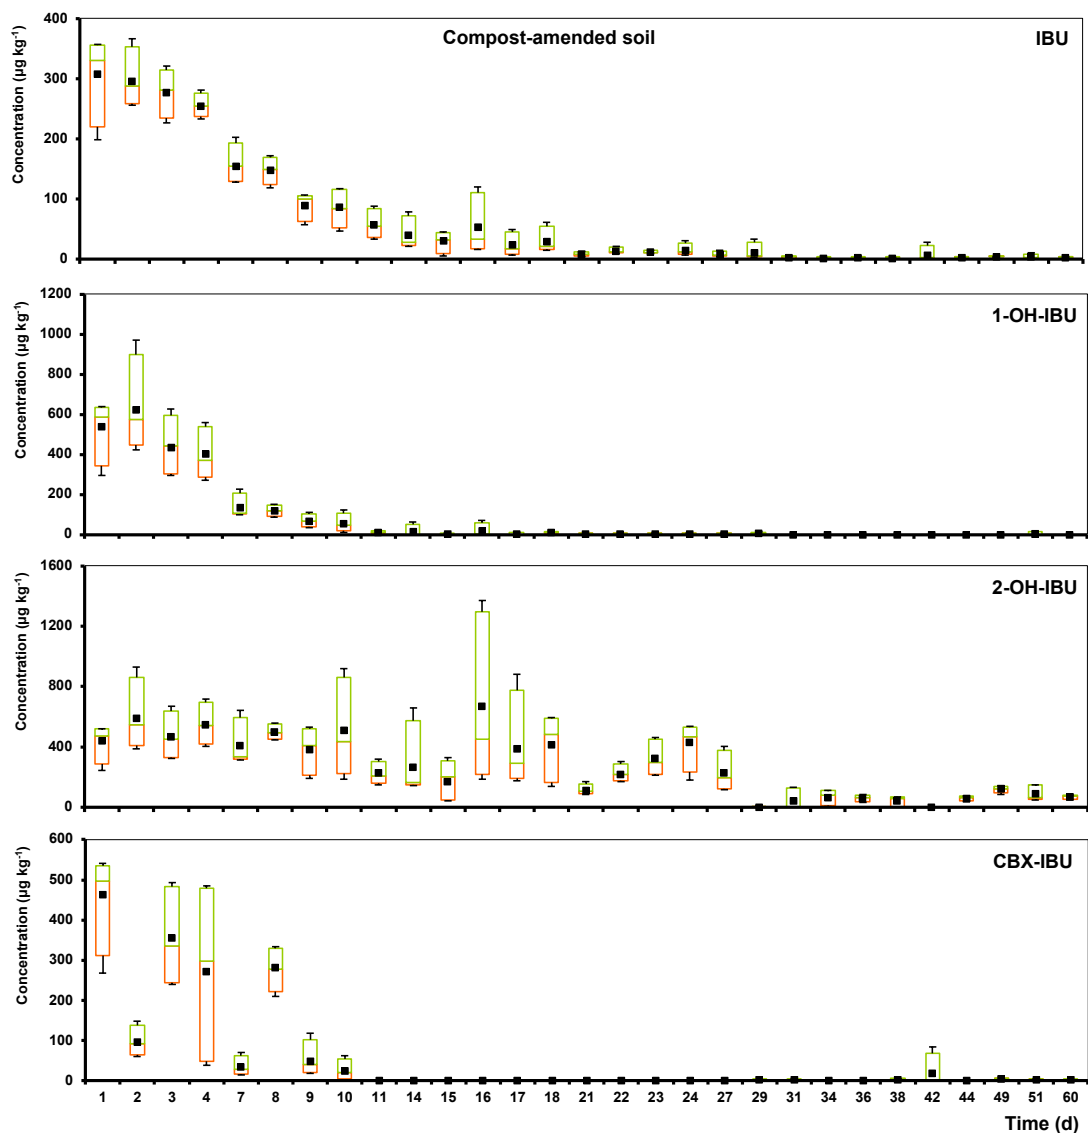 Compost-amended soil
IBU
Concentration (µg kg⁻¹)
400
300
200
100
0
1-OH-IBU
Concentration (µg kg⁻¹)
1200
1000
800
600
400
200
0
2-OH-IBU
Concentration (µg kg⁻¹)
1600
1200
800
400
0
CBX-IBU
Concentration (µg kg⁻¹)
600
500
400
300
200
100
0
1 2 3 4 7 8 9 10 11 14 15 16 17 18 21 22 23 24 27 29 31 34 36 38 42 44 49 51 60
Time (d)